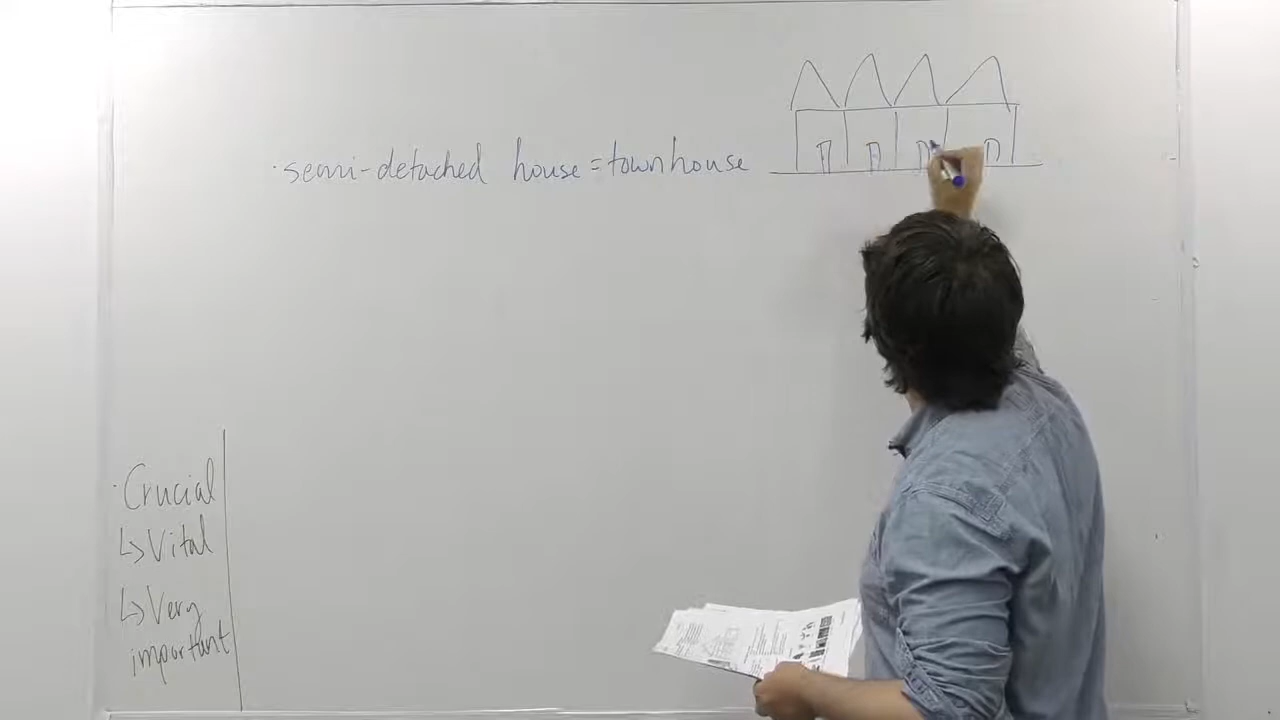 · semi-detached house = townhouse
· Crucial
↳ Vital
↳ Very
important